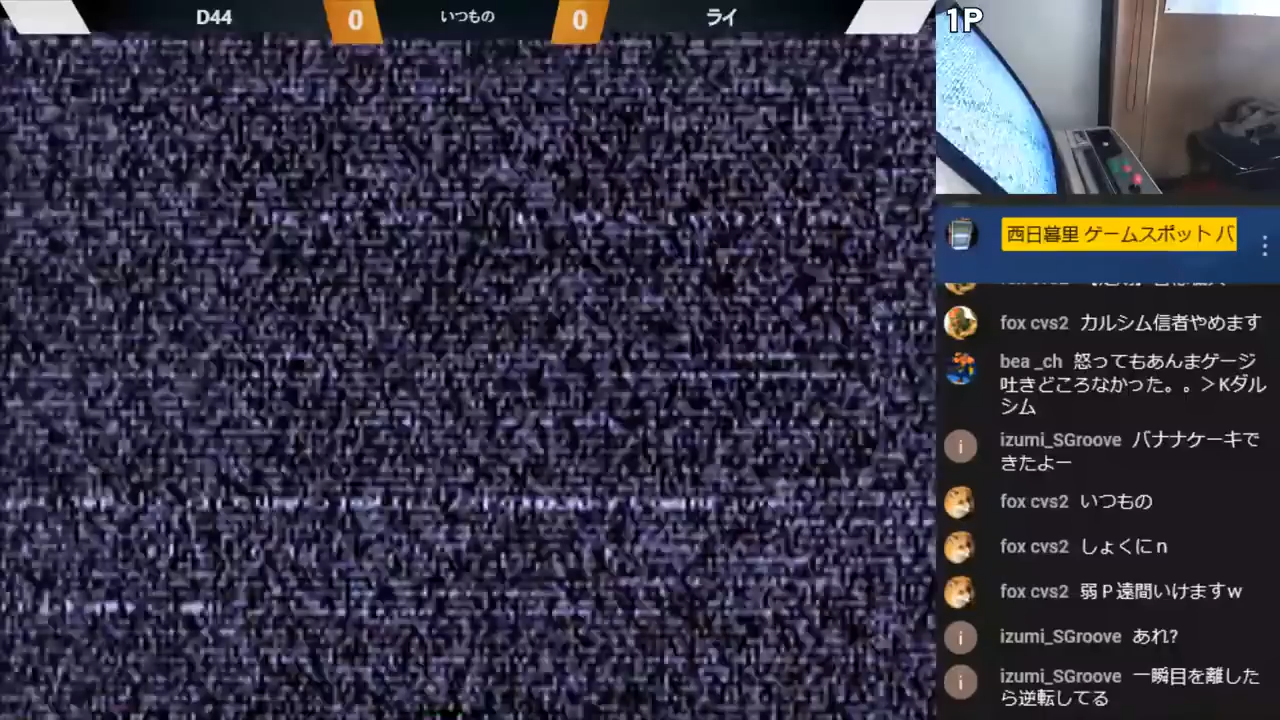 D44 0 いつもの 0 ライ
1P
西日暮里 ゲームスポット バ
fox cvs2 カルシム信者やめます
bea _ch 怒ってもあんまゲージ
吐きどころなかった。。＞Kダル
シム
izumi_SGroove バナナケーキで
きたよー
fox cvs2 いつもの
fox cvs2 しょくにｎ
fox cvs2 弱Ｐ遠間いけますｗ
izumi_SGroove あれ?
izumi_SGroove 一瞬目を離した
ら逆転してる